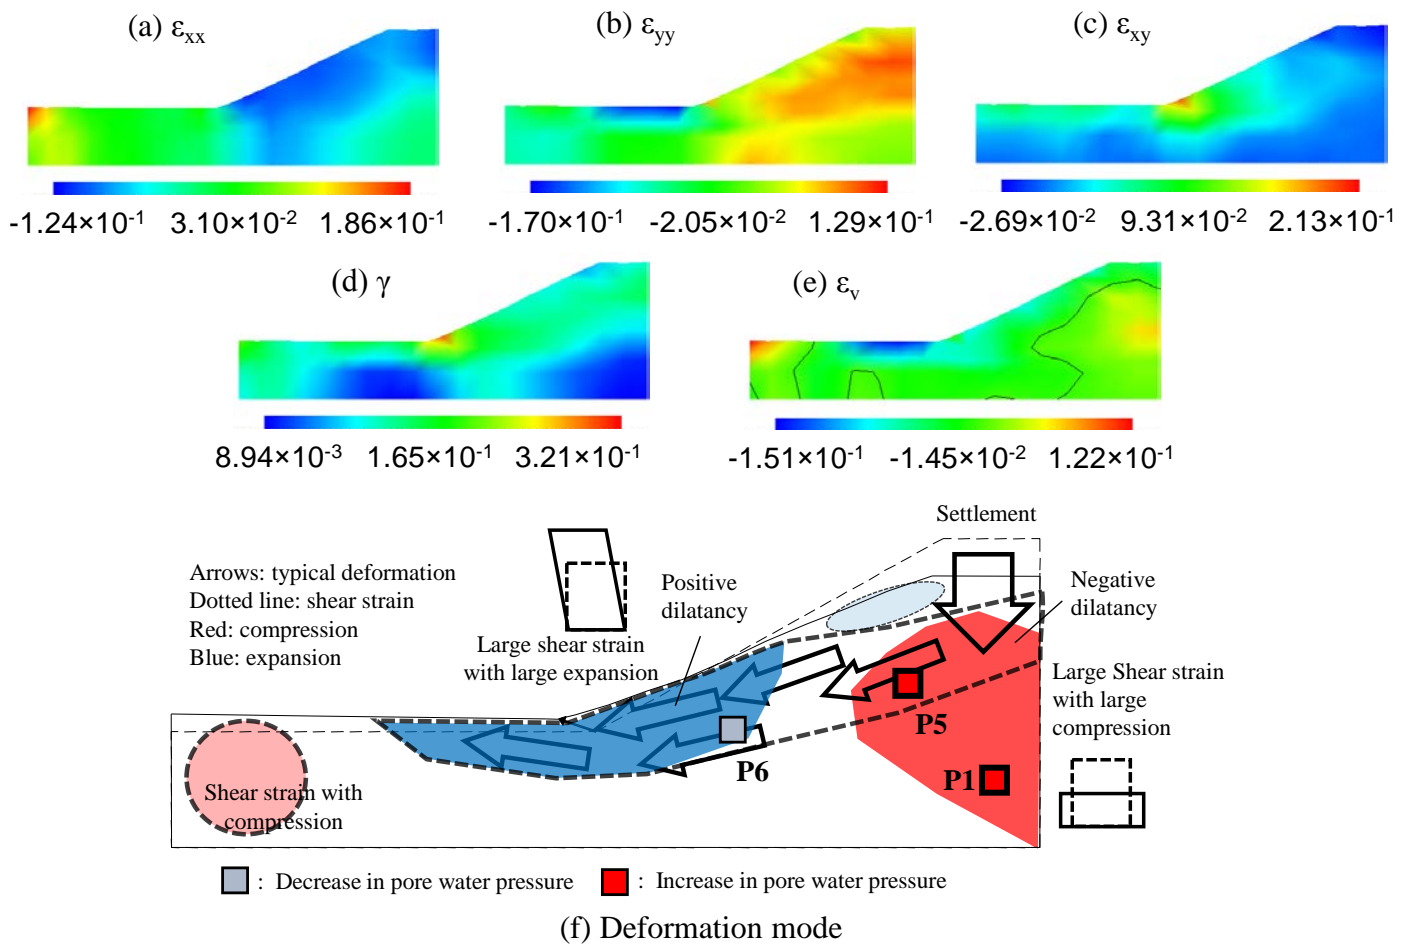 (a) εxx
(b) εyy
(c) εxy
-1.24×10-1 3.10×10-2 1.86×10-1
-1.70×10-1 -2.05×10-2 1.29×10-1
-2.69×10-2 9.31×10-2 2.13×10-1
(d) γ
(e) εv
8.94×10-3 1.65×10-1 3.21×10-1
-1.51×10-1 -1.45×10-2 1.22×10-1
Settlement
Arrows: typical deformation
Dotted line: shear strain
Red: compression
Blue: expansion
Positive
dilatancy
Negative
dilatancy
Large shear strain
with large expansion
Large Shear strain
with large
compression
P5
P6
P1
Shear strain with
compression
: Decrease in pore water pressure
: Increase in pore water pressure
(f) Deformation mode